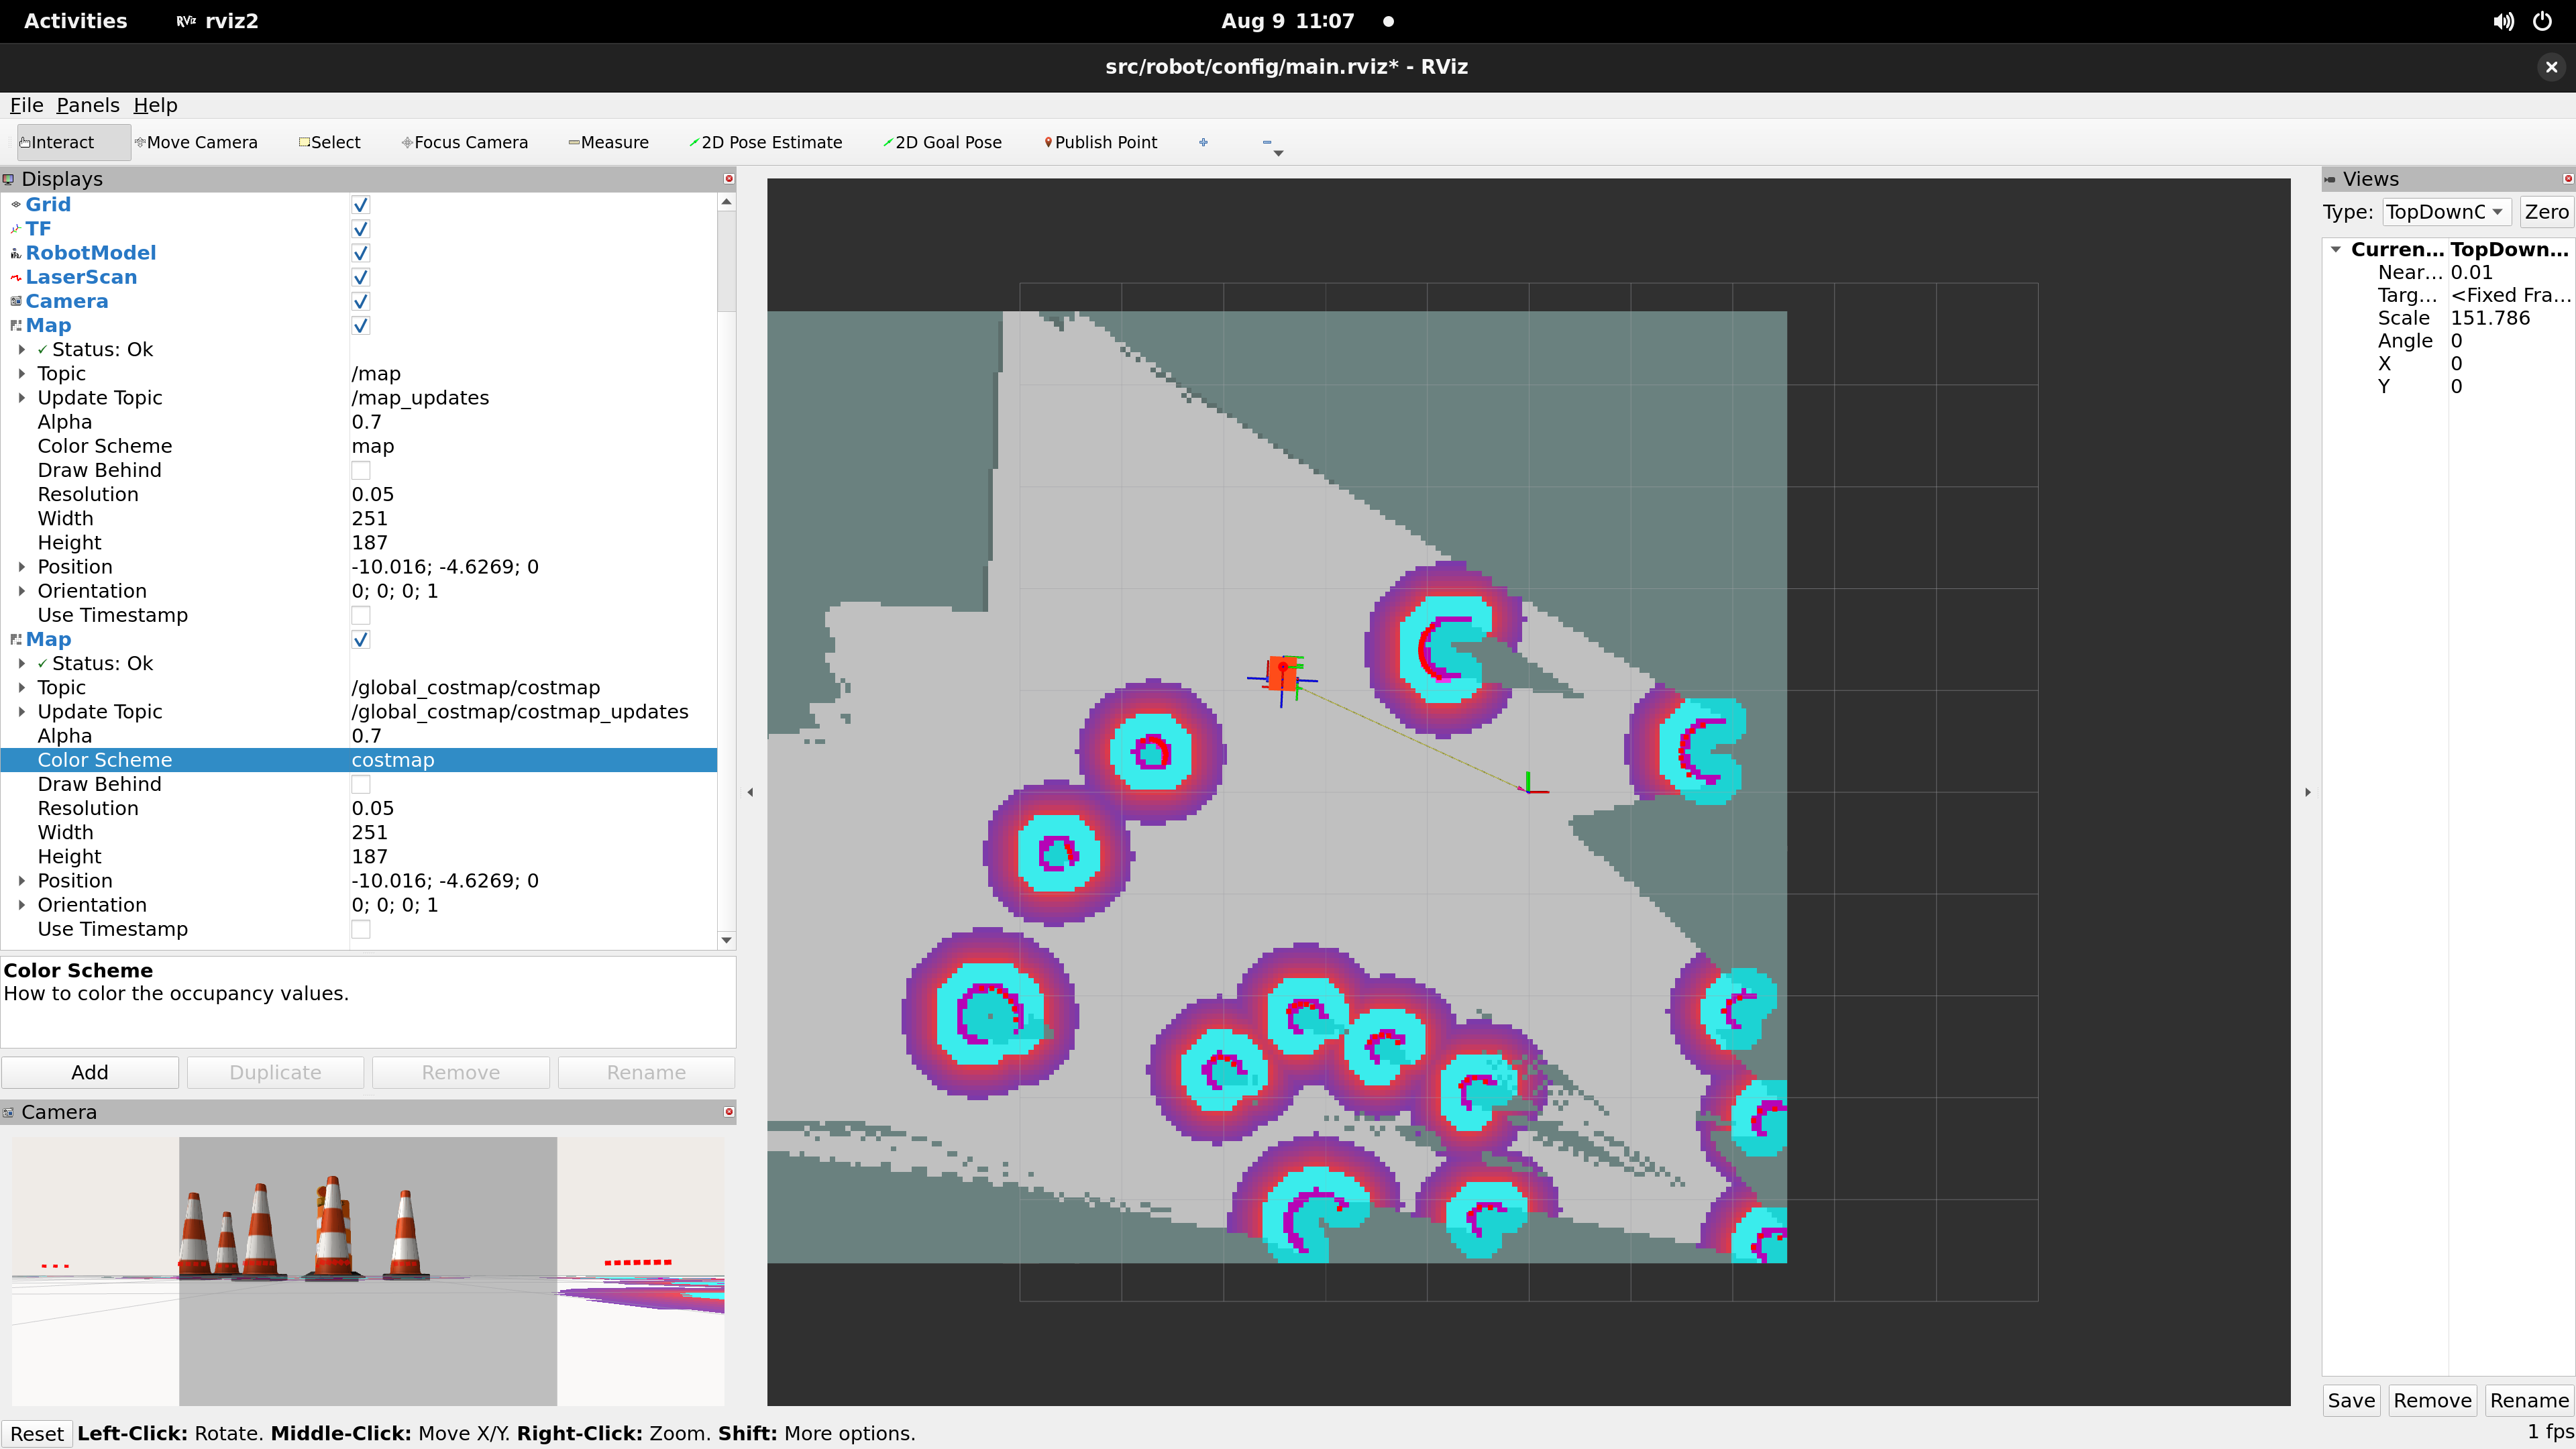 Activities rviz2 Aug 9 11:07
src/robot/config/main.rviz* - RViz
File Panels Help
Interact Move Camera Select Focus Camera Measure 2D Pose Estimate 2D Goal Pose Publish Point
Displays
Grid
TF
RobotModel
LaserScan
Camera
Map
Status: Ok
Topic /map
Update Topic /map_updates
Alpha 0.7
Color Scheme map
Draw Behind
Resolution 0.05
Width 251
Height 187
Position -10.016; -4.6269; 0
Orientation 0; 0; 0; 1
Use Timestamp
Map
Status: Ok
Topic /global_costmap/costmap
Update Topic /global_costmap/costmap_updates
Alpha 0.7
Color Scheme costmap
Draw Behind
Resolution 0.05
Width 251
Height 187
Position -10.016; -4.6269; 0
Orientation 0; 0; 0; 1
Use Timestamp
Color Scheme
How to color the occupancy values.
Add Duplicate Remove Rename
Camera
Views
Type: TopDownO Zero
Curren... TopDown...
Near... 0.01
Targ... <Fixed Fra...
Scale 151.786
Angle 0
X 0
Y 0
Save Remove Rename
Reset Left-Click: Rotate. Middle-Click: Move X/Y. Right-Click: Zoom. Shift: More options.
1 fps